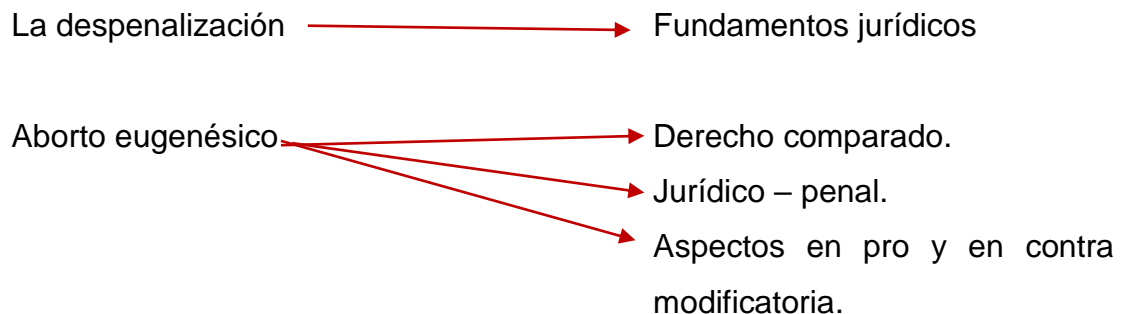 La despenalización Fundamentos jurídicos
Aborto eugenésico Derecho comparado.
Jurídico – penal.
Aspectos en pro y en contra
modificatoria.